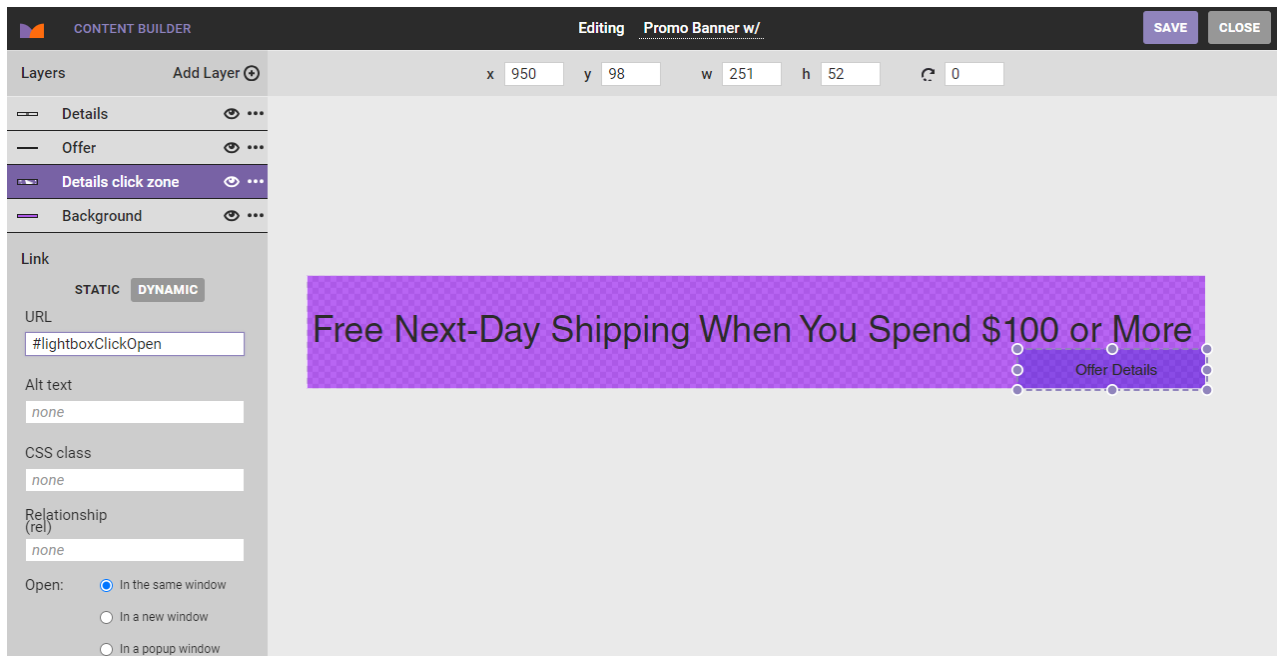 CONTENT BUILDER
Editing Promo Banner w/
SAVE
CLOSE
Layers
Add Layer
x 950 y 98 w 251 h 52 0
Details
Offer
Details click zone
Background
Link
STATIC DYNAMIC
URL
#lightboxClickOpen
Alt text
none
CSS class
none
Relationship
(rel)
none
Open:
In the same window
In a new window
In a popup window
Free Next-Day Shipping When You Spend $100 or More
Offer Details